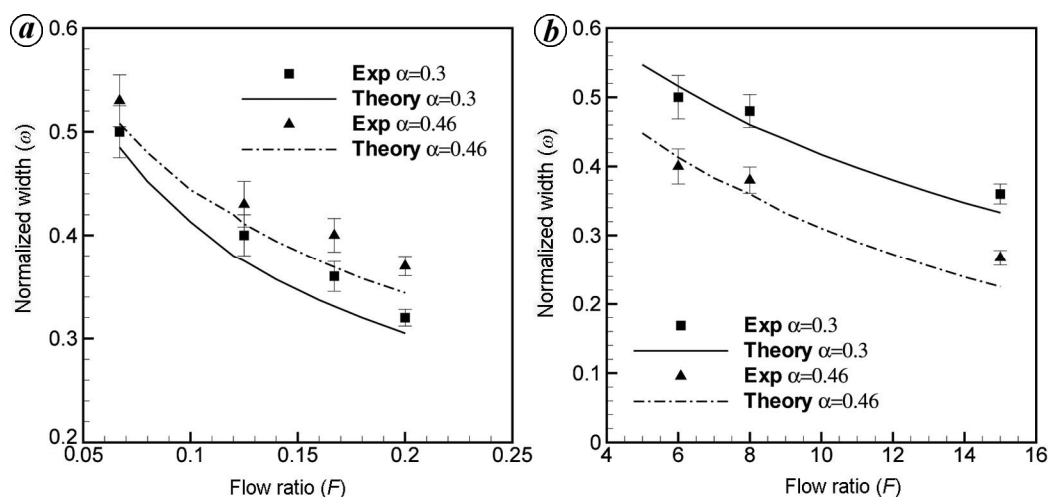 a
0.6
0.5
0.4
0.3
0.2
Normalized width (ω)
Exp α=0.3
Theory α=0.3
Exp α=0.46
Theory α=0.46
0.05
0.1
0.15
0.2
0.25
Flow ratio (F)
b
0.6
0.5
0.4
0.3
0.2
0.1
0
Normalized width (ω)
Exp α=0.3
Theory α=0.3
Exp α=0.46
Theory α=0.46
4
6
8
10
12
14
16
Flow ratio (F)